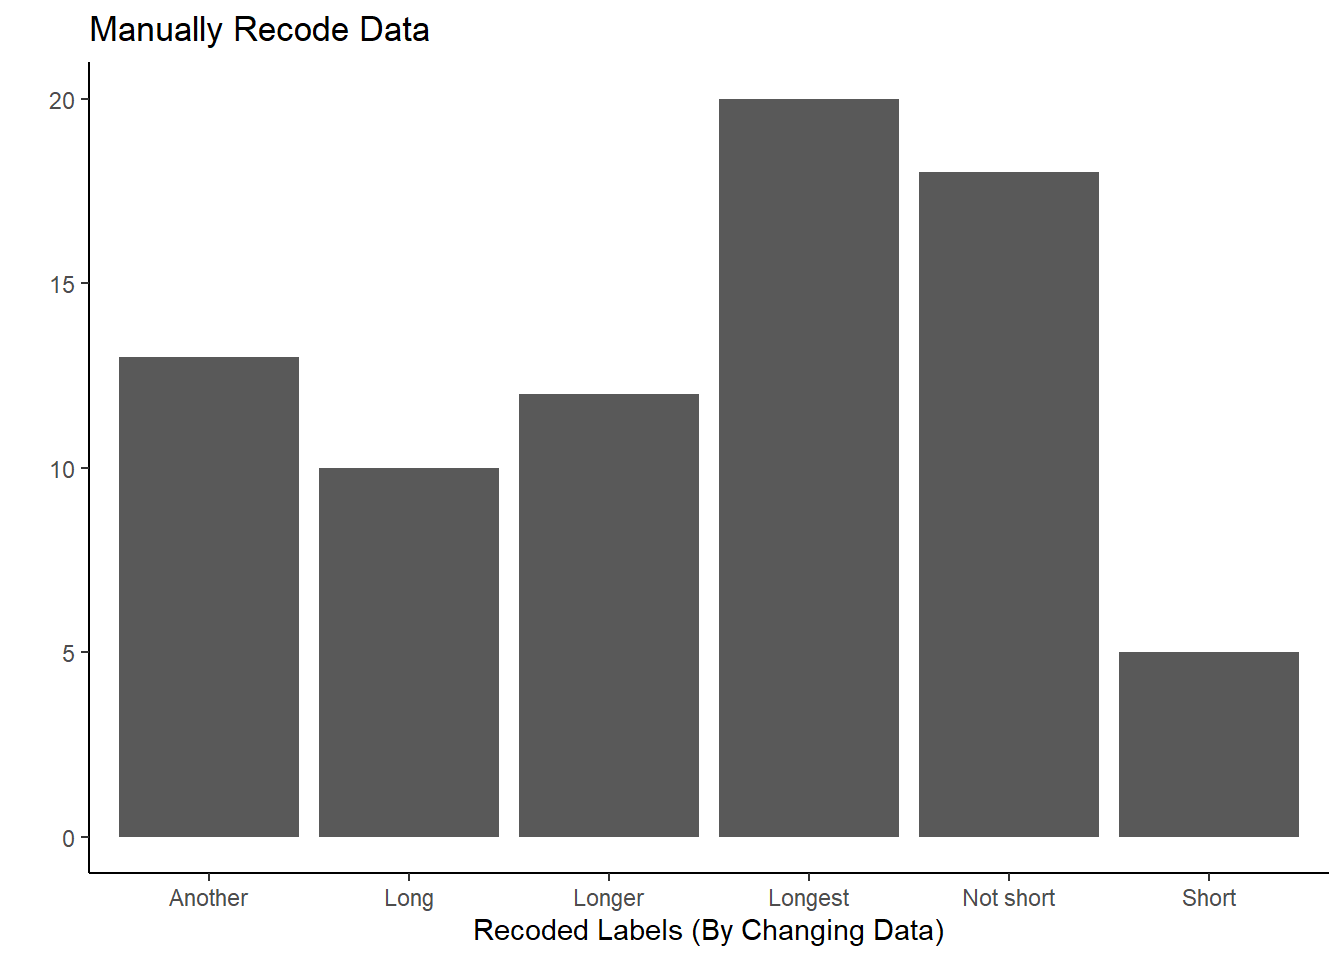 Manually Recode Data
20
15
10
5
0
Another Long Longer Longest Not short Short
Recoded Labels (By Changing Data)